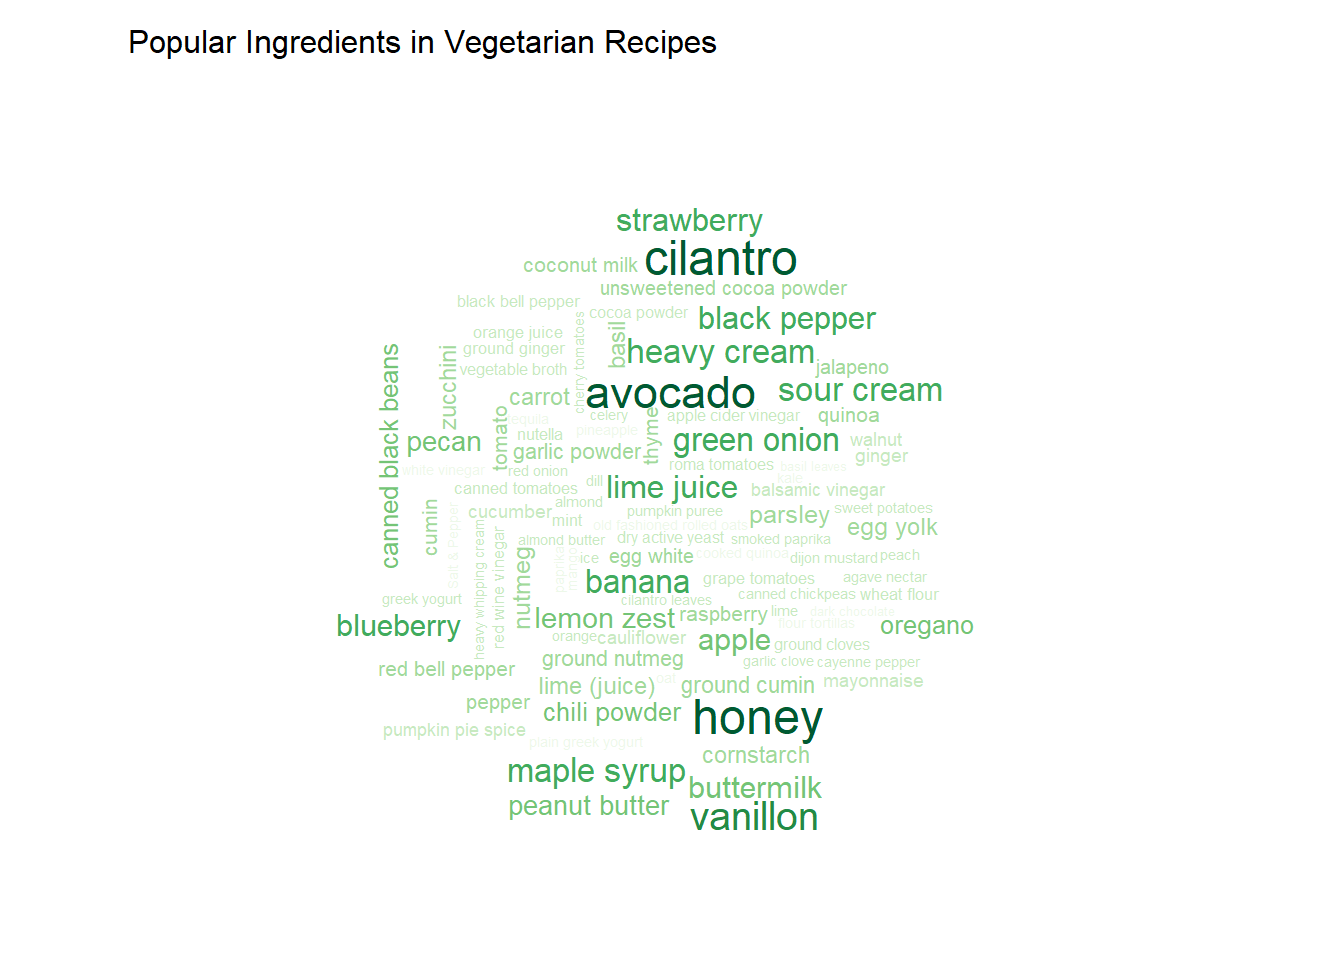 Popular Ingredients in Vegetarian Recipes
strawberry
cilantro
coconut milk
unsweetened cocoa powder
black bell pepper
cocoa powder
black pepper
orange juice
basil
cherry tomatoes
ground ginger
heavy cream
zucchini
canned black beans
vegetable broth
jalapeno
avocado
sour cream
carrot
tequila
celery
apple cider vinegar
quinoa
thyme
tomato
nutella
pineapple
pecan
green onion
walnut
garlic powder
ginger
white vinegar
red onion
roma tomatoes
basil leaves
kale
dill
lime juice
canned tomatoes
balsamic vinegar
almond
cucumber
pumpkin puree
sweet potatoes
mint
parsley
cumin
Salt & Pepper
old fashioned rolled oats
egg yolk
almond butter
dry active yeast
smoked paprika
heavy whipping cream
red wine vinegar
nutmeg
paprika
mango
ice
egg white
cooked quinoa
dijon mustard
peach
banana
grape tomatoes
agave nectar
greek yogurt
cilantro leaves
canned chickpeas
wheat flour
blueberry
lemon zest
raspberry
lime
dark chocolate
flour tortillas
oregano
orange
cauliflower
apple
ground cloves
red bell pepper
ground nutmeg
garlic clove
cayenne pepper
lime (juice)
oat
ground cumin
mayonnaise
pepper
chili powder
honey
pumpkin pie spice
plain greek yogurt
cornstarch
maple syrup
buttermilk
peanut butter
vanillon